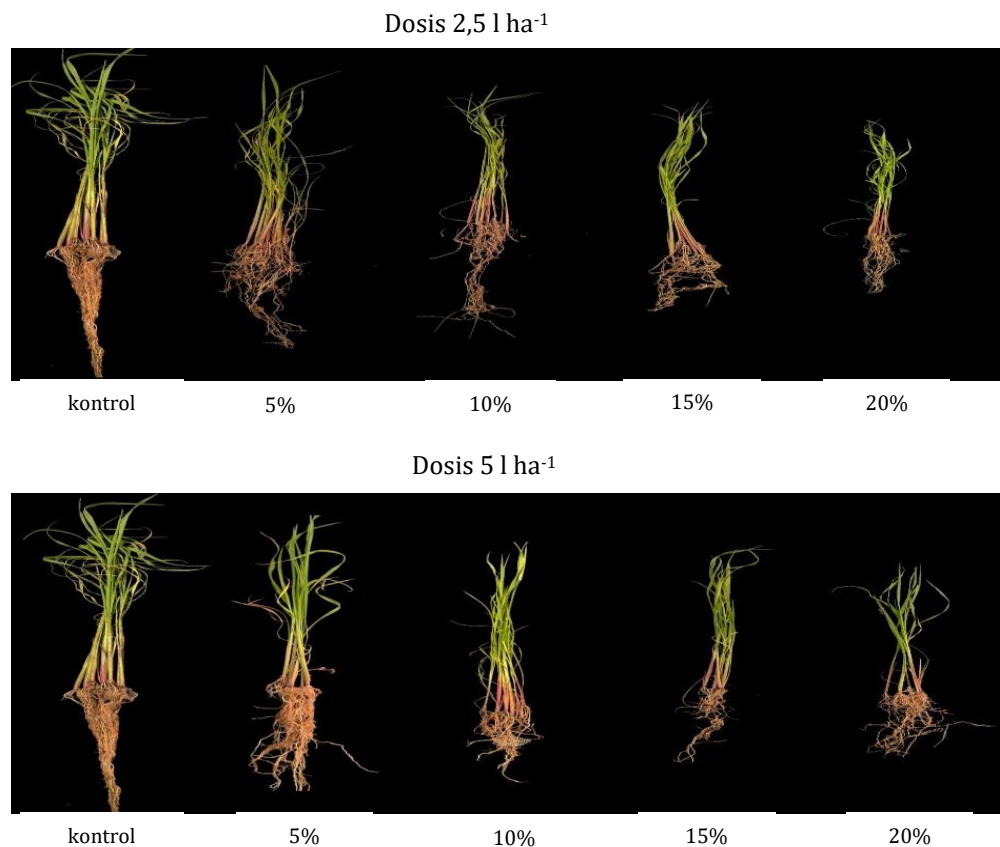 Dosis 2,5 l ha-1
kontrol 5% 10% 15% 20%
Dosis 5 l ha-1
kontrol 5% 10% 15% 20%